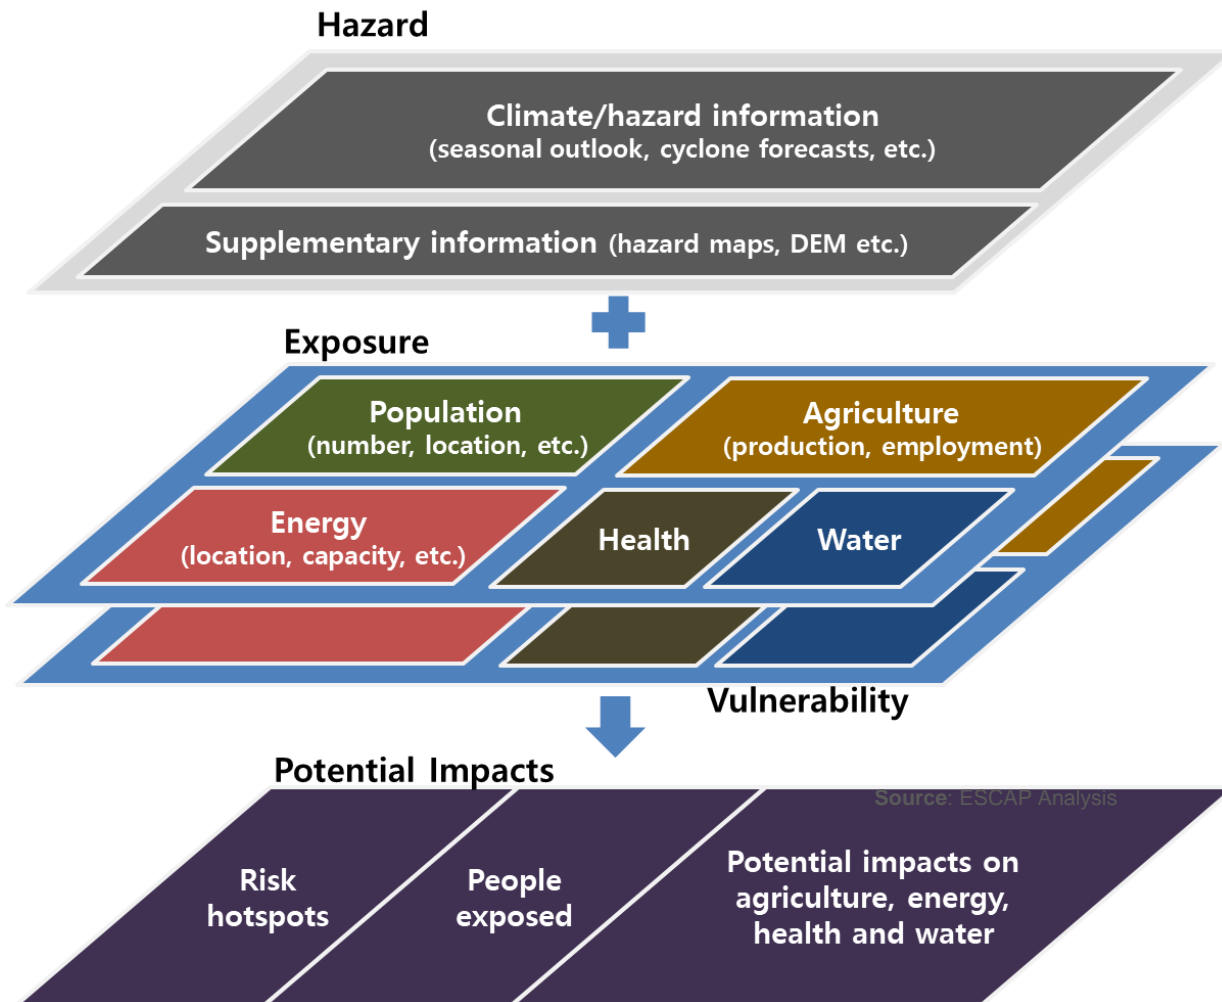 Hazard
Climate/hazard information
(seasonal outlook, cyclone forecasts, etc.)
Supplementary information (hazard maps, DEM etc.)
Exposure
Population
(number, location, etc.)
Agriculture
(production, employment)
Energy
(location, capacity, etc.)
Health
Water
Vulnerability
Potential Impacts
Source: ESCAP Analysis
Risk
hotspots
People
exposed
Potential impacts on
agriculture, energy,
health and water